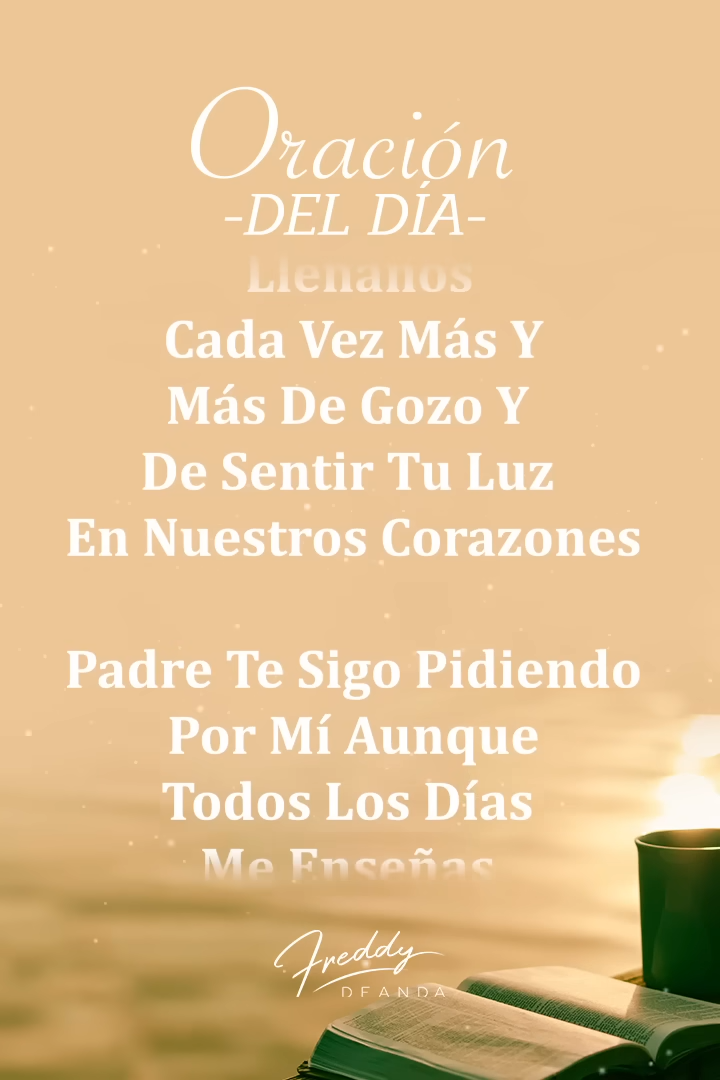 Oración
-DEL DÍA-
Llenanos
Cada Vez Más Y
Más De Gozo Y
De Sentir Tu Luz
En Nuestros Corazones
Padre Te Sigo Pidiendo
Por Mí Aunque
Todos Los Días
Me Enseñas
Freddy
DEANDA